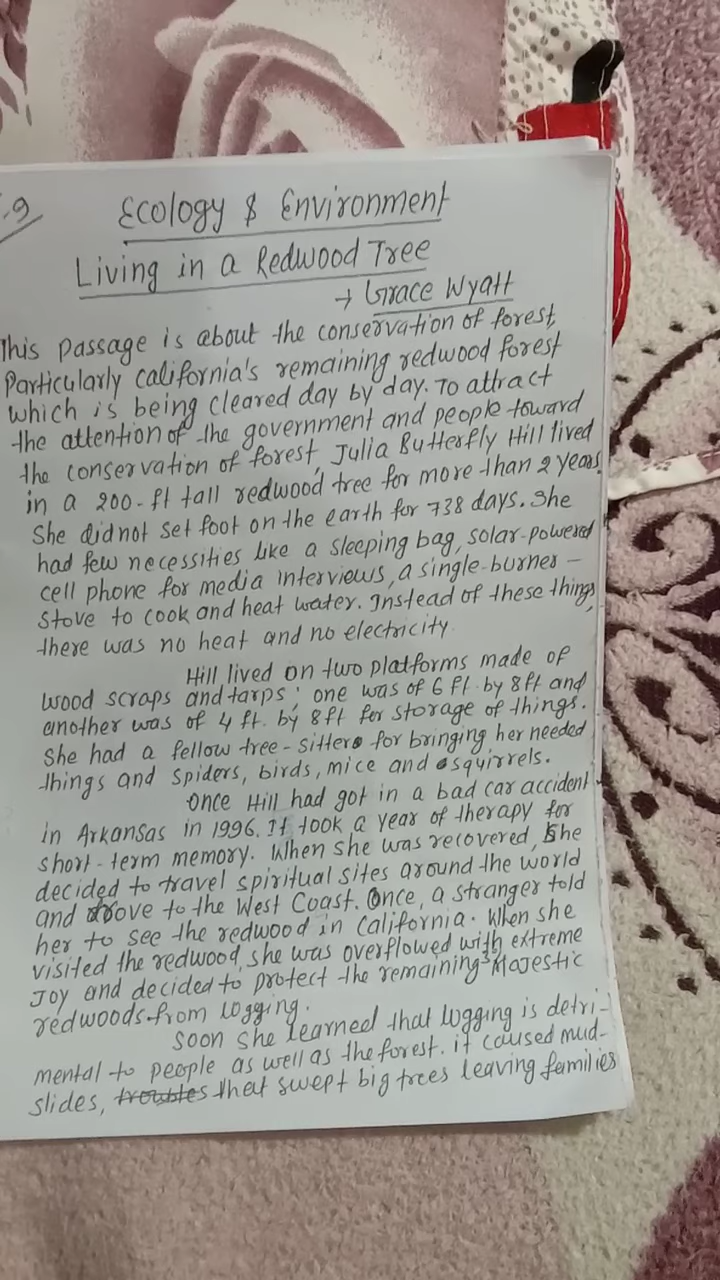 .9
Ecology & Environment
Living in a Redwood Tree
→ Grace Wyatt
This passage is about the conservation of forest,
Particularly California's remaining redwood forest
which is being cleared day by day. To attract
the attention of the government and people toward
the conservation of forest, Julia Butterfly Hill lived
in a 200-ft tall redwood tree for more than 2 years.
She didnot set foot on the earth for 738 days. She
had few necessities like a sleeping bag, solar-powered
cell phone for media interviews, a single-burner-
stove to cook and heat water. Instead of these things,
there was no heat and no electricity.
Hill lived on two platforms made of
wood scraps and tarps; one was of 6 ft. by 8ft and
another was of 4 ft. by 8ft for storage of things.
She had a fellow tree-sitters for bringing her needed
things and spiders, birds, mice and squirrels.
Once Hill had got in a bad car accident
in Arkansas in 1996. It took a year of therapy for
short-term memory. When she was recovered, She
decided to travel spiritual sites around the world
and drove to the West Coast. Once, a stranger told
her to see the redwood in California. When she
visited the redwood, she was overflowed with extreme
Joy and decided to protect the remaining Majestic
redwoods from logging.
Soon she learned that logging is detri-
mental to people as well as the forest. it caused mud-
slides, troubles that swept big trees leaving families